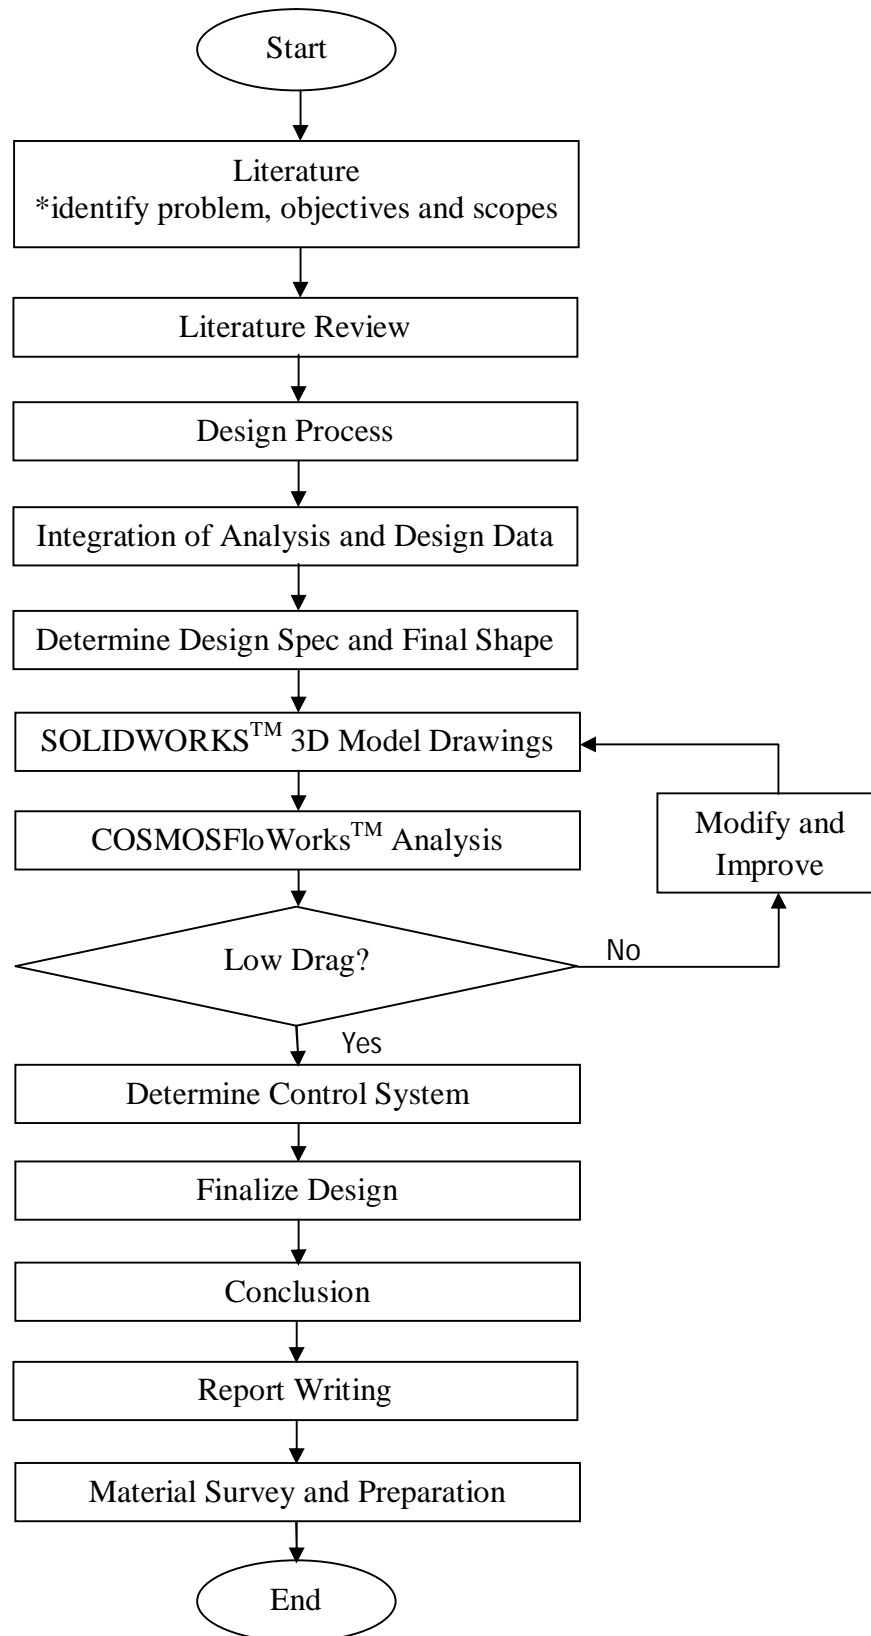 Start
Literature
*identify problem, objectives and scopes
Literature Review
Design Process
Integration of Analysis and Design Data
Determine Design Spec and Final Shape
SOLIDWORKS™ 3D Model Drawings
COSMOSFloWorks™ Analysis
Modify and
Improve
Low Drag?
No
Yes
Determine Control System
Finalize Design
Conclusion
Report Writing
Material Survey and Preparation
End